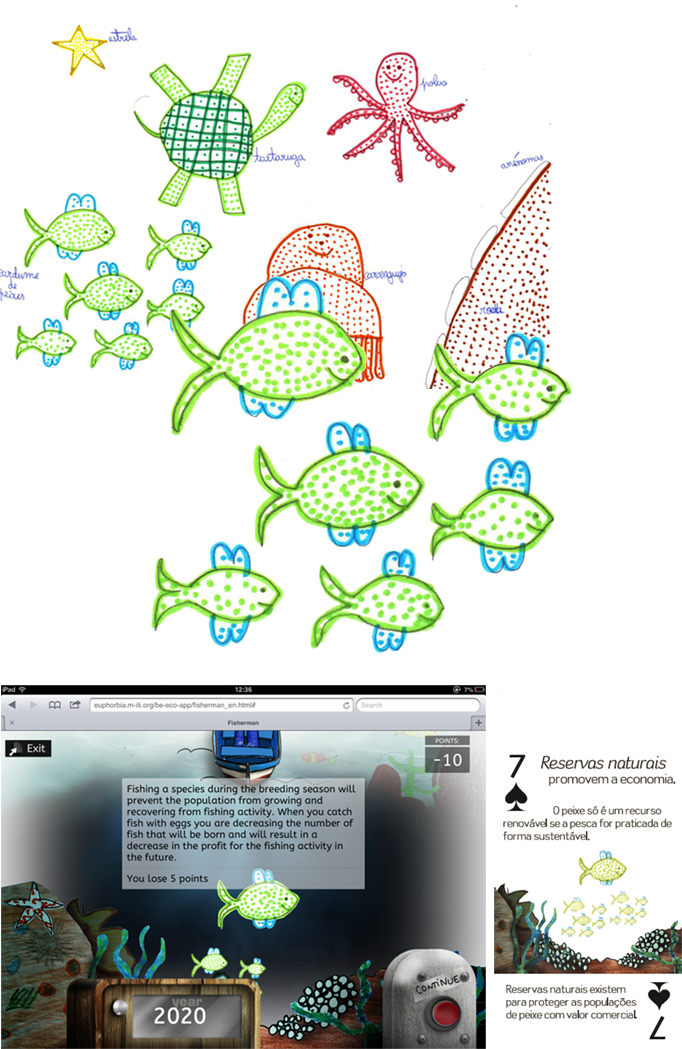 estrela
polvo
tartaruga
anénomas
cardume
de
peixes
caranguejo
rocha
iPad
12:36
7%
euphorbia.m-iti.org/be-eco-app/fisherman_en.html#
Search
Fisherman
Exit
POINTS:
-10
Fishing a species during the breeding season will
prevent the population from growing and
recovering from fishing activity. When you catch
fish with eggs you are decreasing the number of
fish that will be born and will result in a
decrease in the profit for the fishing activity in
the future.
You lose 5 points
year
2020
CONTINUE
7
Reservas naturais
promovem a economia.
O peixe só é um recurso
renovável se a pesca for praticada de
forma sustentável.
Reservas naturais existem
para proteger as populações
de peixe com valor comercial.
7